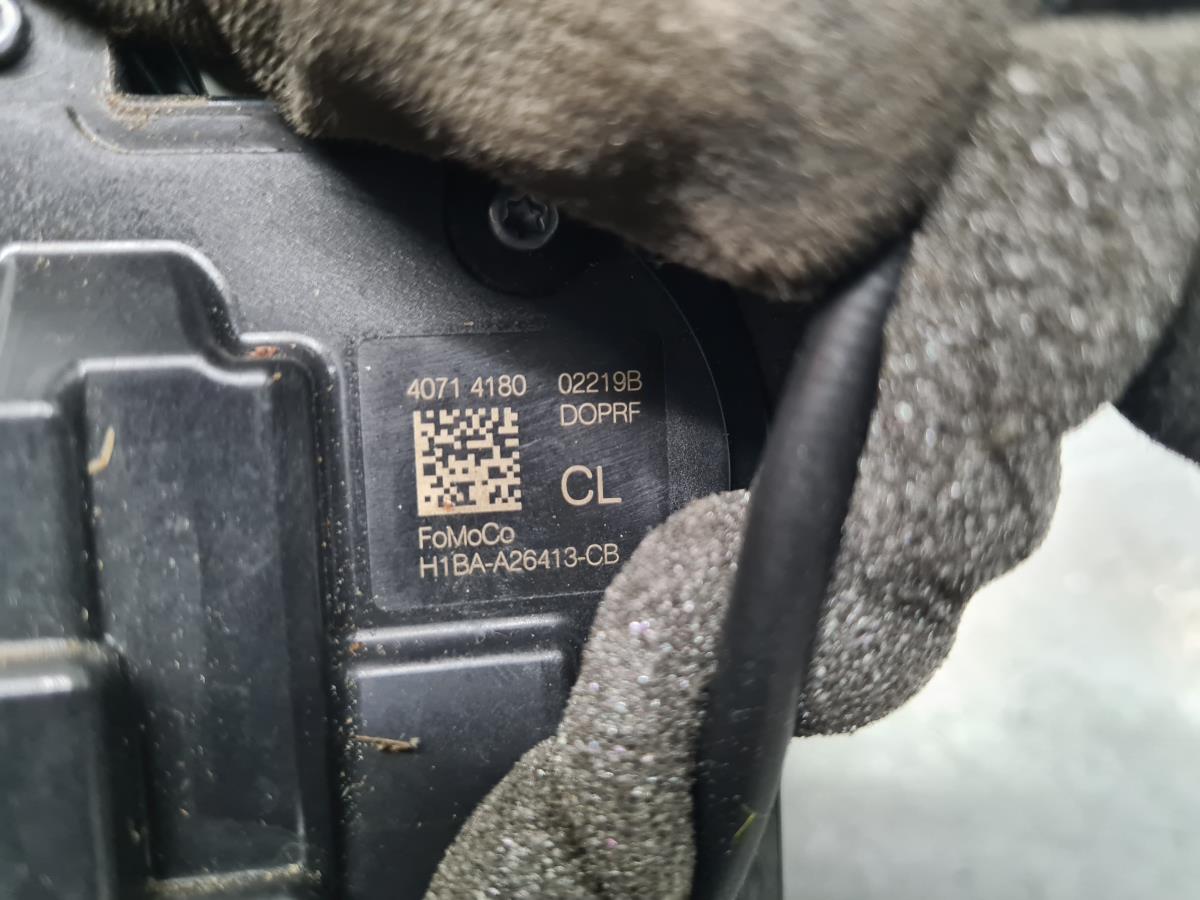 4071 4180 02219B
DOPRF
CL
FoMoCo
H1BA-A26413-CB